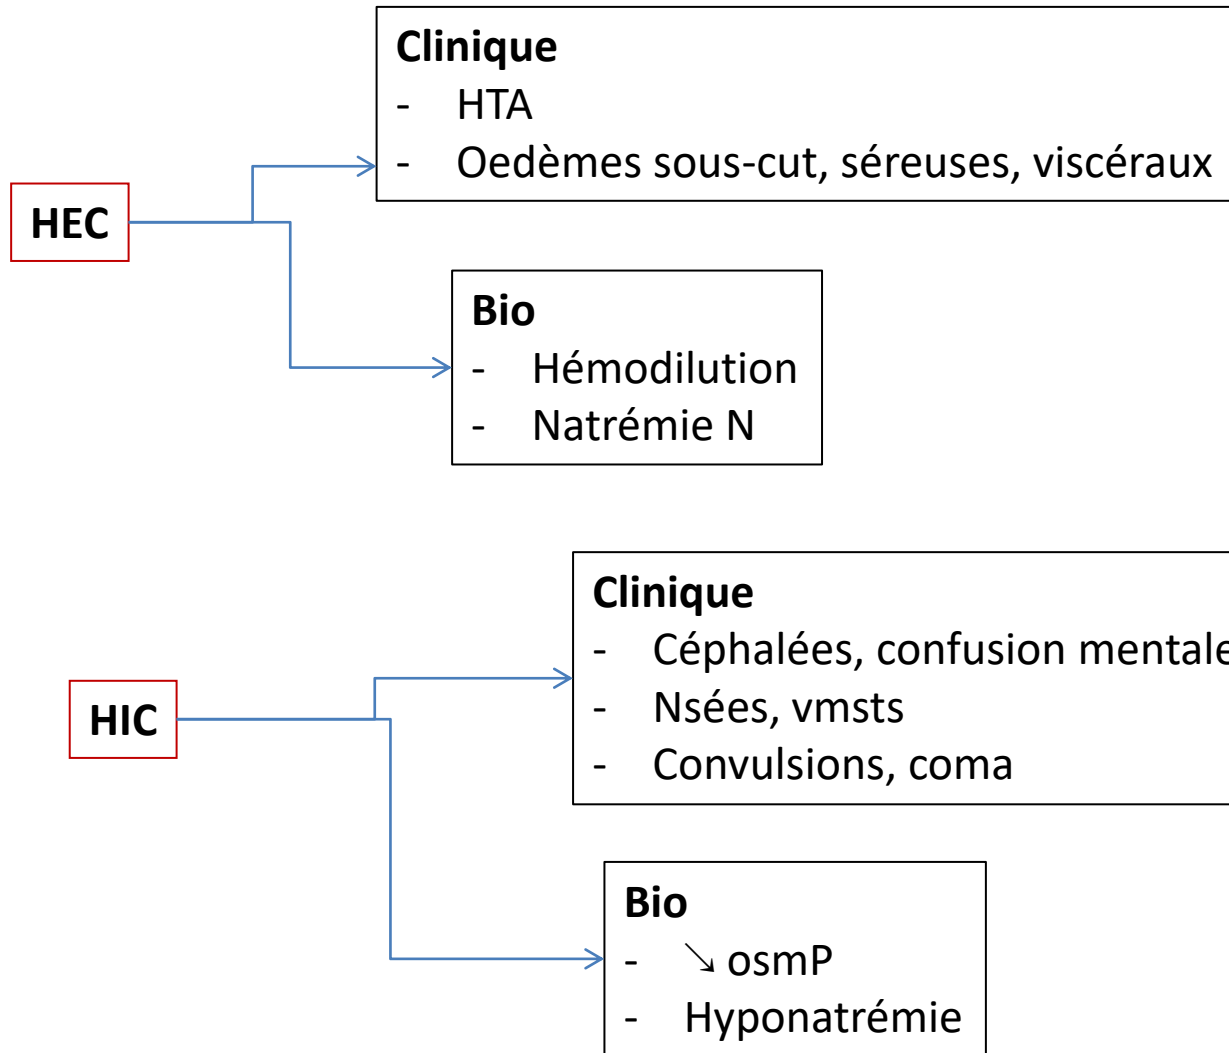 HEC
Clinique
- HTA
- Oedèmes sous-cut, séreuses, viscéraux
Bio
- Hémodilution
- Natrémie N
HIC
Clinique
- Céphalées, confusion mentale
- Nsées, vmsts
- Convulsions, coma
Bio
- ↘ osmP
- Hyponatrémie